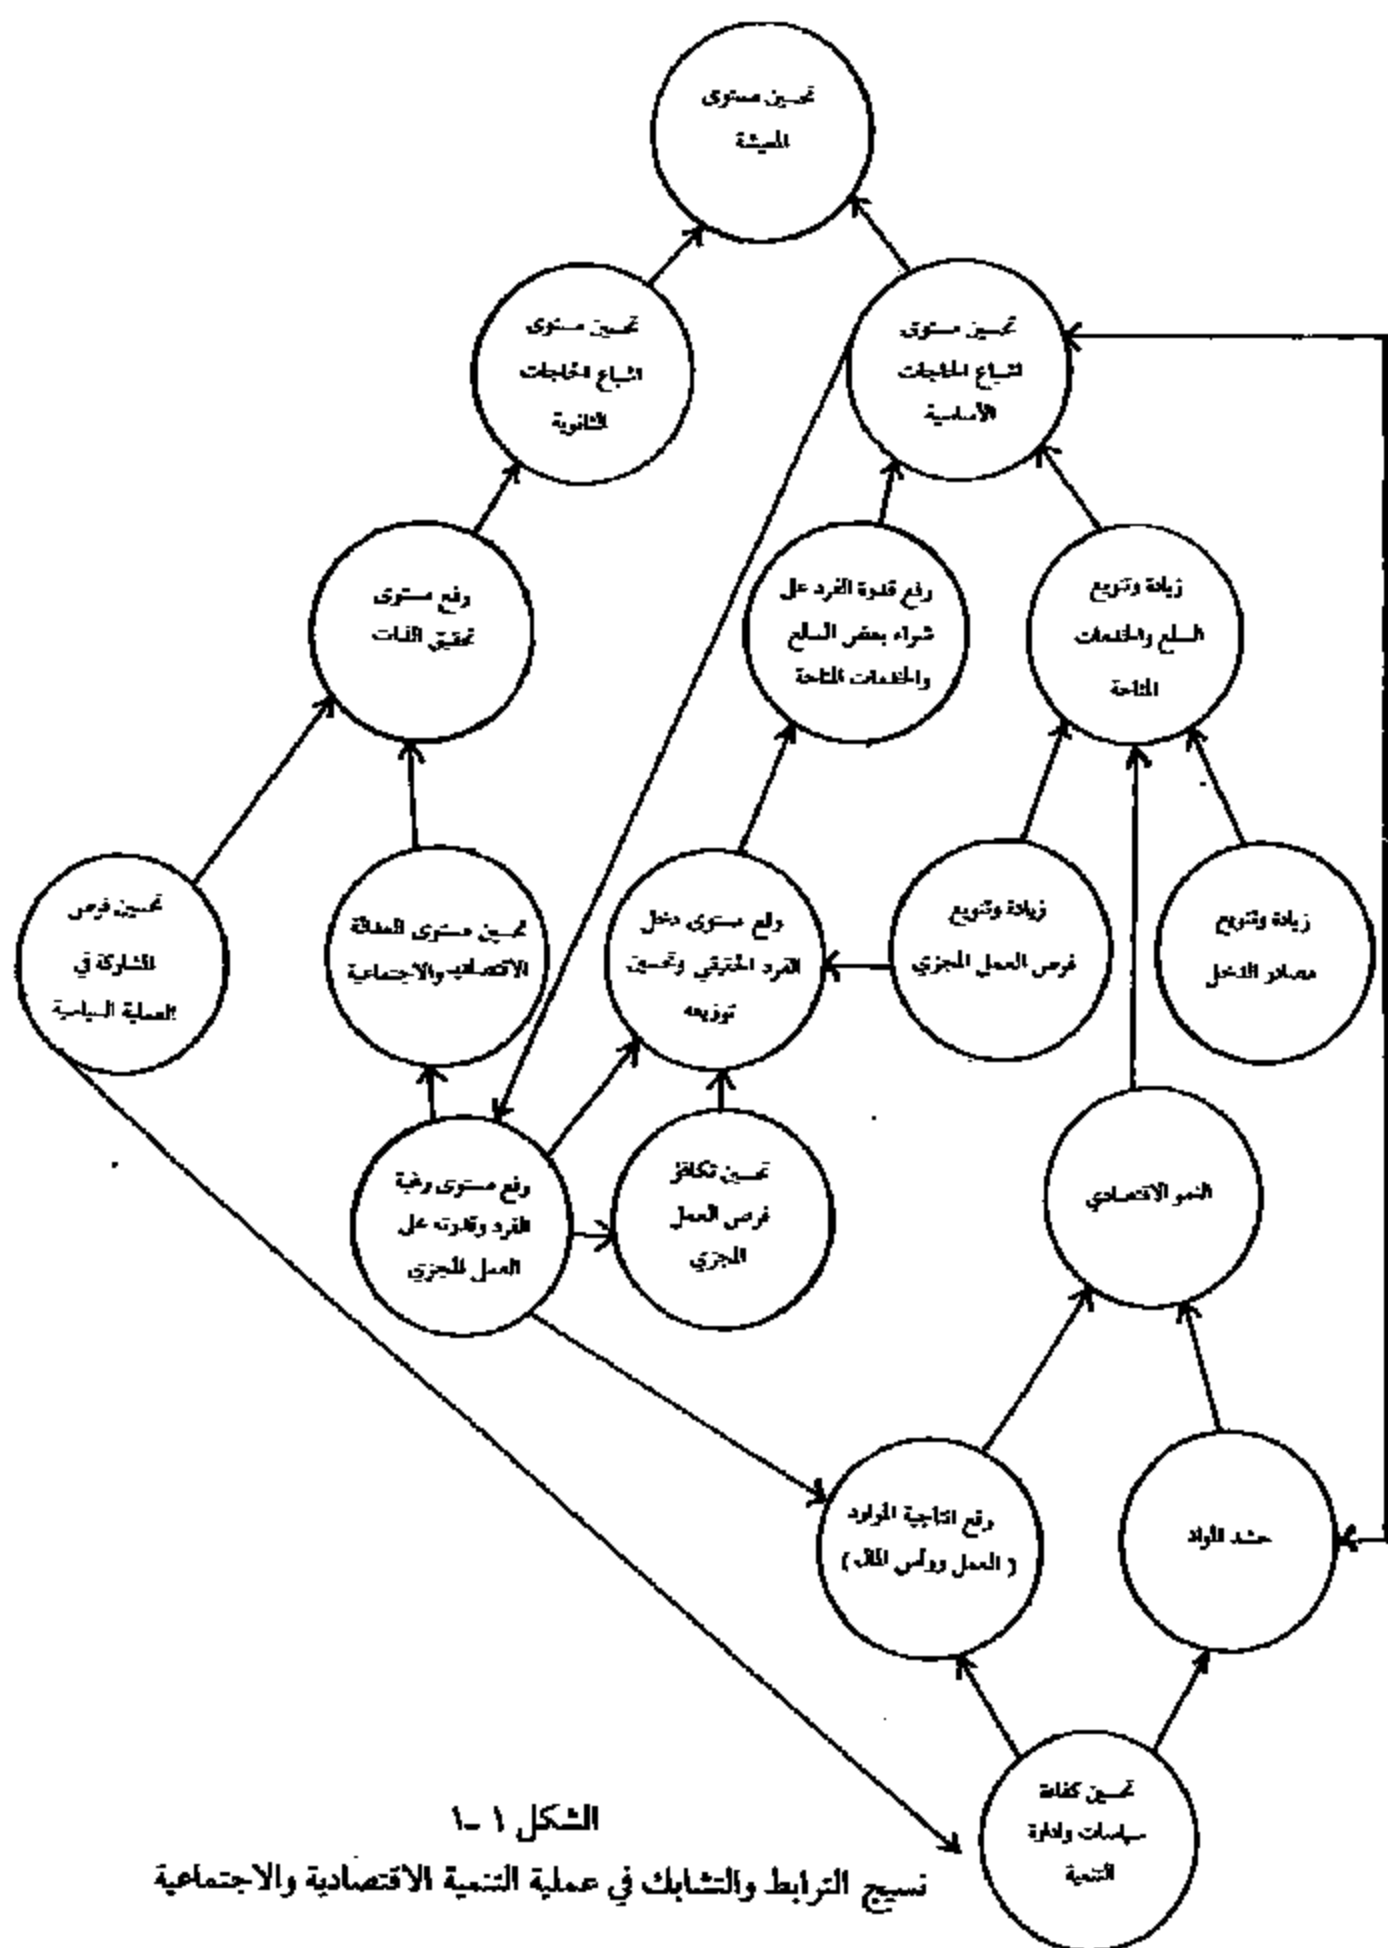 تحسين مستوى
المعيشة
تحسين مستوى
اشباع الحاجات
الأساسية
تحسين مستوى
اشباع الحاجات
الثانوية
زيادة وتنويع
السلع والخدمات
المتاحة
رفع قدرة الفرد على
شراء بعض السلع
والخدمات المتاحة
رفع مستوى
تحقيق الذات
زيادة وتنويع
مصادر الدخل
زيادة وتنويع
فرص العمل المجزي
رفع مستوى دخل
الفرد الحقيقي وتحسين
توزيعه
تحسين مستوى العدالة
الاقتصادية والاجتماعية
تحسين فرص
المشاركة في
العملية السياسية
النمو الاقتصادي
تحسين تكافؤ
فرص العمل
المجزي
رفع مستوى رغبة
الفرد وقدرته على
العمل المجزي
حشد المواد
رفع انتاجية الموارد
( العمل ورأس المال )
تحسين كفاءة
سياسات وادارة
التنمية
الشكل ١ -١
نسيج الترابط والتشابك في عملية التنمية الاقتصادية والاجتماعية